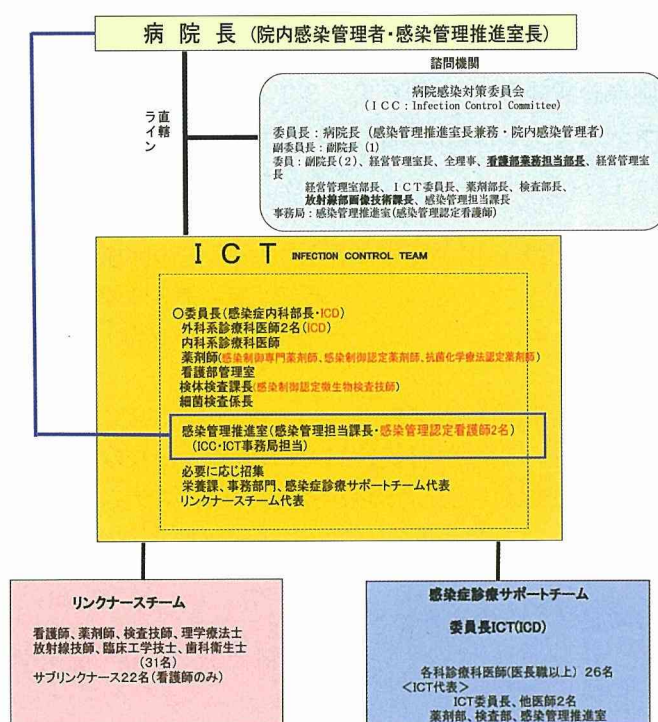 病院長(院内感染管理者・感染管理推進室長)
諮問機関
直轄
ライン
病院感染対策委員会
(ICC:Infection Control Committee)
委員長:病院長(感染管理推進室長兼務・院内感染管理者)
副委員長:副院長(1)
委員:副院長(2)、経営管理室長、全理事、看護部業務担当部長、経営管理室
長
経営管理室部長、ICT委員長、薬剤部長、検査部長、
放射線部画像技術課長、感染管理担当課長
事務局:感染管理推進室(感染管理認定看護師)
ICT INFECTION CONTROL TEAM
○委員長(感染症内科部長・ICD)
外科系診療科医師2名(ICD)
内科系診療科医師
薬剤師(感染制御専門薬剤師、感染制御認定薬剤師、抗菌化学療法認定薬剤師)
看護部管理室
検体検査課長(感染制御認定微生物検査技師)
細菌検査係長
感染管理推進室(感染管理担当課長・感染管理認定看護師2名)
(ICC・ICT事務局担当)
必要に応じ招集
栄養課、事務部門、感染症診療サポートチーム代表
リンクナースチーム代表
リンクナースチーム
看護師、薬剤師、検査技師、理学療法士
放射線技師、臨床工学技士、歯科衛生士
(31名)
サブリンクナース22名(看護師のみ)
感染症診療サポートチーム
委員長ICT(ICD)
各科診療科医師(医長職以上) 26名
<ICT代表>
ICT委員長、他医師2名
薬剤部、検査部、感染管理推進室